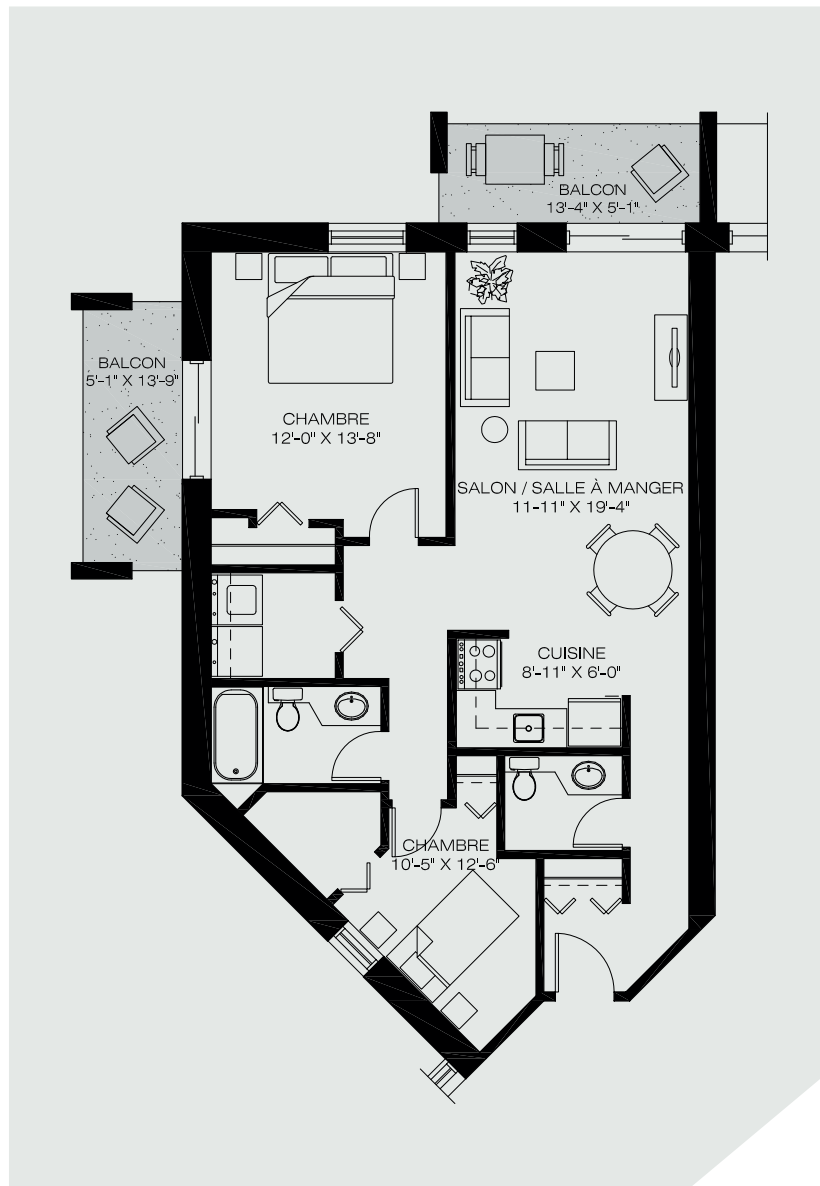 BALCON
13'-4" X 5'-1"
BALCON
5'-1" X 13'-9"
CHAMBRE
12'-0" X 13'-8"
SALON / SALLE À MANGER
11-11" X 19'-4"
CUISINE
8'-11" X 6'-0"
CHAMBRE
10'-5" X 12'-6"